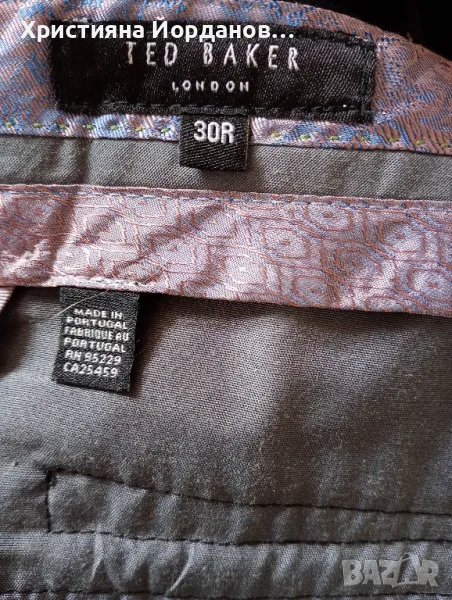 Християна Йорданов...
TED BAKER
LONDON
30R
MADE IN
PORTUGAL
FABRIQUE AU
PORTUGAL
RN 95229
CA25459
BAZAR